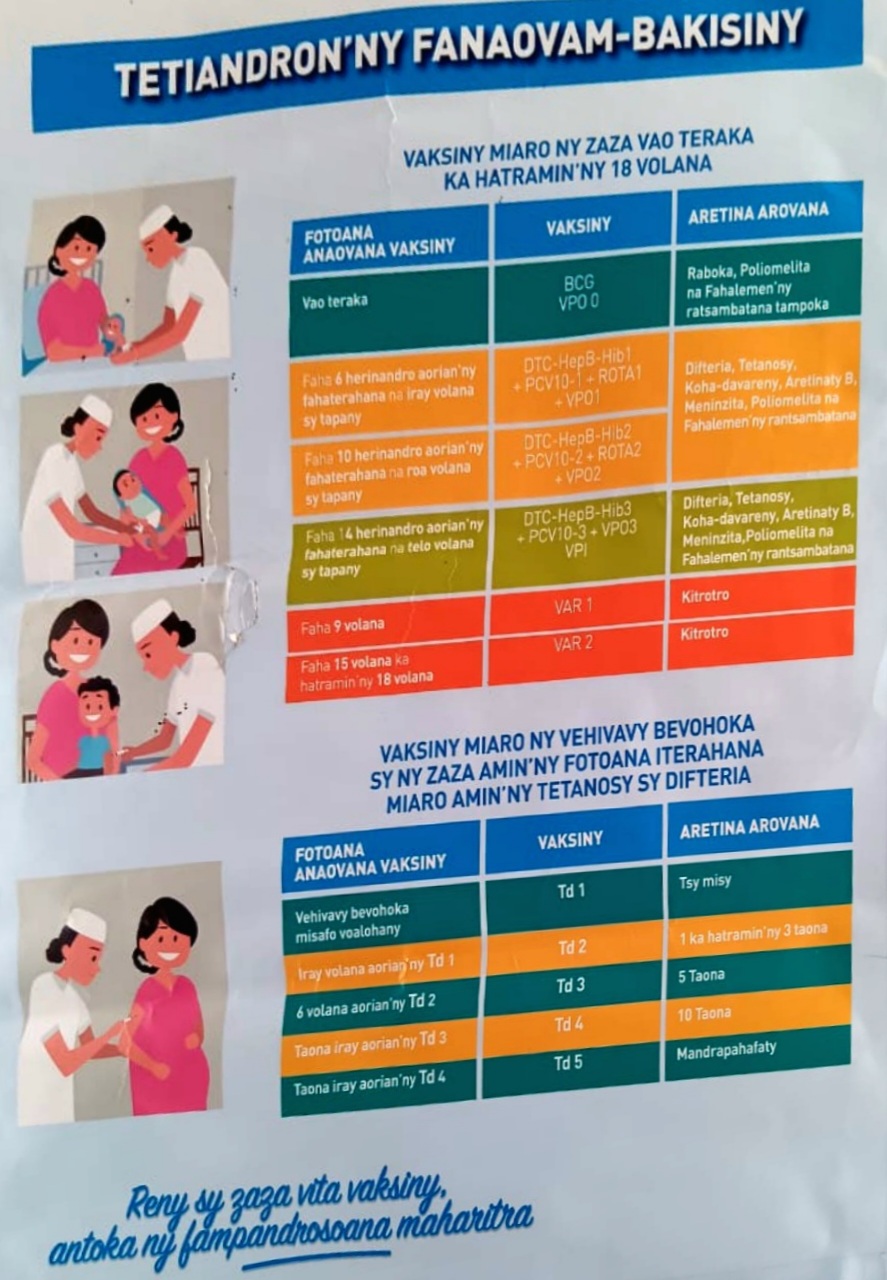 TETIANDRON'NY FANAOVAM-BAKISINY
VAKSINY MIARO NY ZAZA VAO TERAKA
KA HATRAMIN'NY 18 VOLANA
FOTOANA
ANAOVANA VAKSINY
VAKSINY
ARETINA AROVANA
Vao teraka
BCG
VPO 0
Raboka, Poliomelita
na Fahalemen'ny
ratsambatana tampoka
Faha 6 herinandro aorian'ny
fahaterahana na iray volana
sy tapany
DTC-HepB-Hib1
+ PCV10-1 + ROTA1
+ VPO1
Difteria, Tetanosy,
Koha-davareny, Aretinaty B,
Meninzita, Poliomelita na
Fahalemen'ny rantsambatana
Faha 10 herinandro aorian'ny
fahaterahana na roa volana
sy tapany
DTC-HepB-Hib2
+ PCV10-2 + ROTA2
+ VPO2
Faha 14 herinandro aorian'ny
fahaterahana na telo volana
sy tapany
DTC-HepB-Hib3
+ PCV10-3 + VPO3
VPI
Difteria, Tetanosy,
Koha-davareny, Aretinaty B,
Meninzita,Poliomelita na
Fahalemen'ny rantsambatana
Faha 9 volana
VAR 1
Kitrotro
Faha 15 volana ka
hatramin'ny 18 volana
VAR 2
Kitrotro
VAKSINY MIARO NY VEHIVAVY BEVOHOKA
SY NY ZAZA AMIN'NY FOTOANA ITERAHANA
MIARO AMIN'NY TETANOSY SY DIFTERIA
FOTOANA
ANAOVANA VAKSINY
VAKSINY
ARETINA AROVANA
Vehivavy bevohoka
misafo voalohany
Td 1
Tsy misy
Iray volana aorian'ny Td 1
Td 2
1 ka hatramin'ny 3 taona
6 volana aorian'ny Td 2
Td 3
5 Taona
Taona iray aorian'ny Td 3
Td 4
10 Taona
Taona iray aorian'ny Td 4
Td 5
Mandrapahafaty
Reny sy zaza vita vaksiny,
antoka ny fampandrosoana maharitra